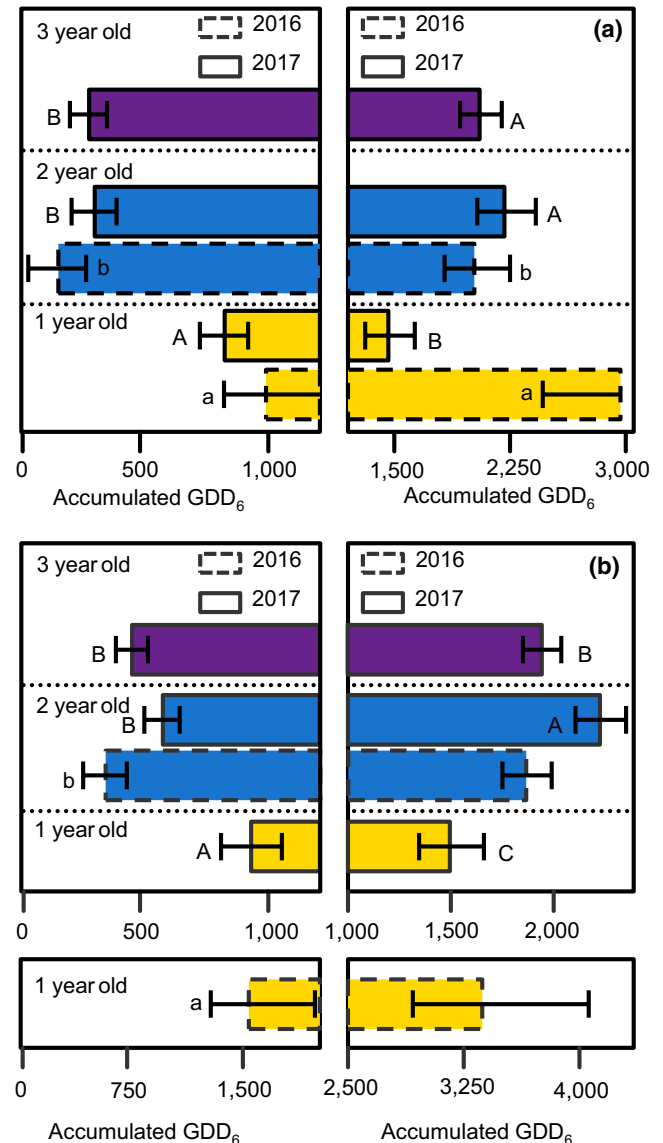 3 year old
2016
2017
(a)
B
A
2 year old
B
A
b
b
1 year old
A
B
a
a
0
500
1,000
1,500
2,250
3,000
Accumulated GDD6
Accumulated GDD6
3 year old
2016
2017
2016
2017
(b)
B
B
2 year old
B
A
b
1 year old
A
C
0
500
1,000
1,000
1,500
2,000
1 year old
a
0
750
1,500
2,500
3,250
4,000
Accumulated GDD6
Accumulated GDD6